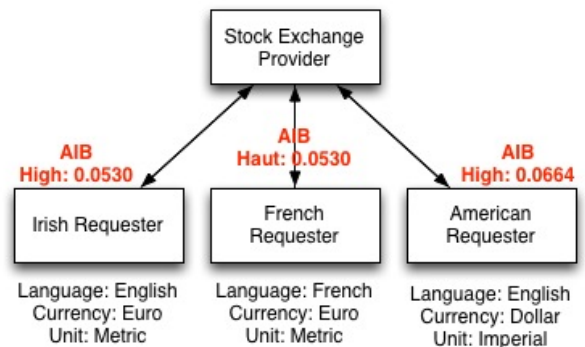 Stock Exchange
Provider
AIB
High: 0.0530
AIB
Haut: 0.0530
AIB
High: 0.0664
Irish Requester
French
Requester
American
Requester
Language: English
Currency: Euro
Unit: Metric
Language: French
Currency: Euro
Unit: Metric
Language: English
Currency: Dollar
Unit: Imperial